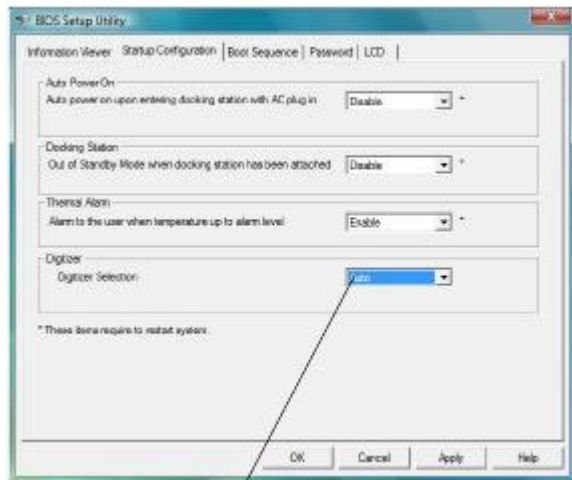 BIOS Setup Utility
Information Viewer Startup Configuration Boot Sequence Password LCD
Auto Power On
Auto power on upon entering docking station with AC plug in Disable *
Docking Station
Out of Standby Mode when docking station has been attached Disable *
Thermal Alarm
Alarm to the user when temperature up to alarm level Enable *
Digitizer
Digitizer Selection Auto
* These items require to restart system.
OK Cancel Apply Help